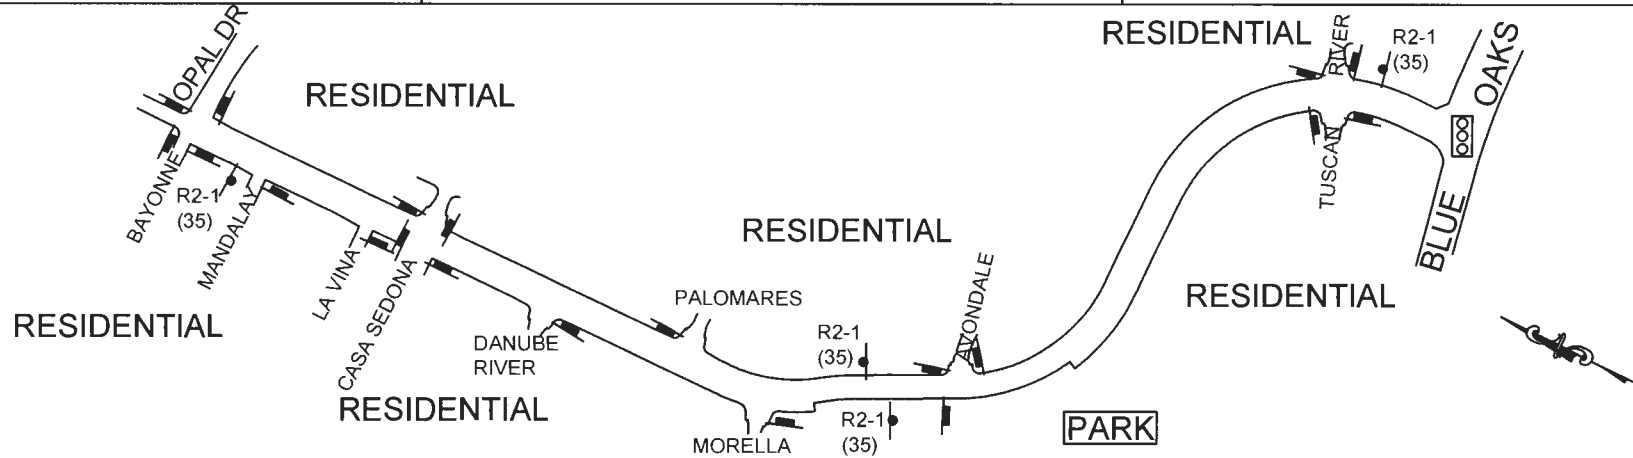 OPAL DR
RESIDENTIAL
BAYONNE
R2-1
(35)
MANDALAY
LA VINA
CASA SEDONA
RESIDENTIAL
DANUBE
RIVER
RESIDENTIAL
PALOMARES
RESIDENTIAL
MORELLA
R2-1
(35)
R2-1
(35)
AVONDALE
PARK
RESIDENTIAL
RIVER
TUSCAN
R2-1
(35)
RESIDENTIAL
BLUE OAKS